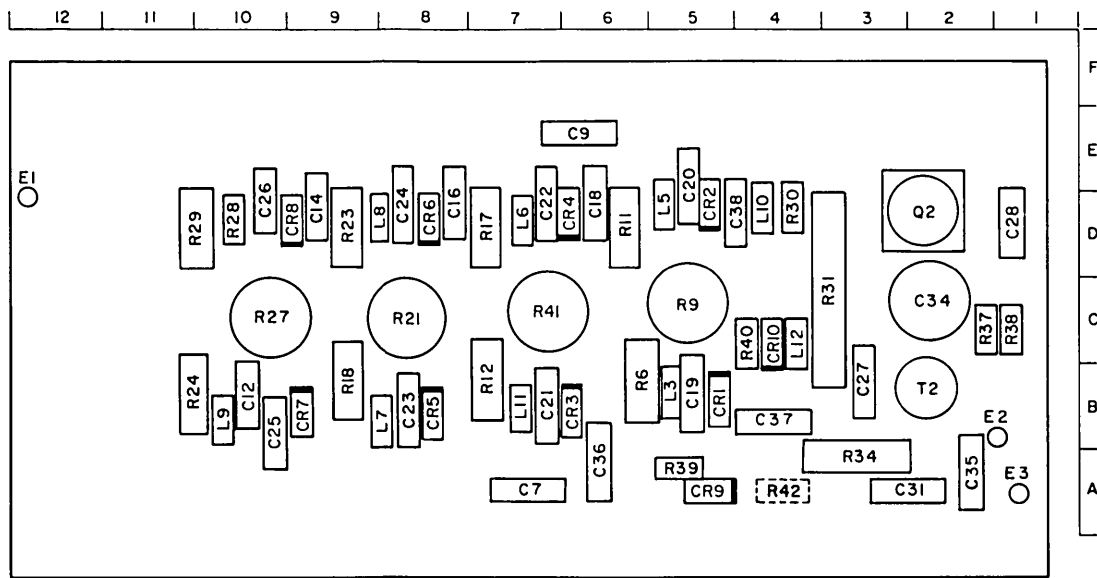 12 11 10 9 8 7 6 5 4 3 2 1
F
C9
E
E1
R29 R28 C26 CR8 C14 R23 L8 C24 CR6 C16 R17 L6 C22 CR4 C18 R11 L5 C20 CR2 C38 L10 R30 Q2 C28
D
R27 R21 R41 R9 R31 C34
C
R40 CR10 L12 R37 R38
R24 L9 C12 C25 CR7 R18 L7 C23 CR5 R12 L11 C21 CR3 R6 L3 C19 CR1 C37 C27 T2
B
E2
C36 R39 R34 C35
C7 CR9 R42 C31 E3
A